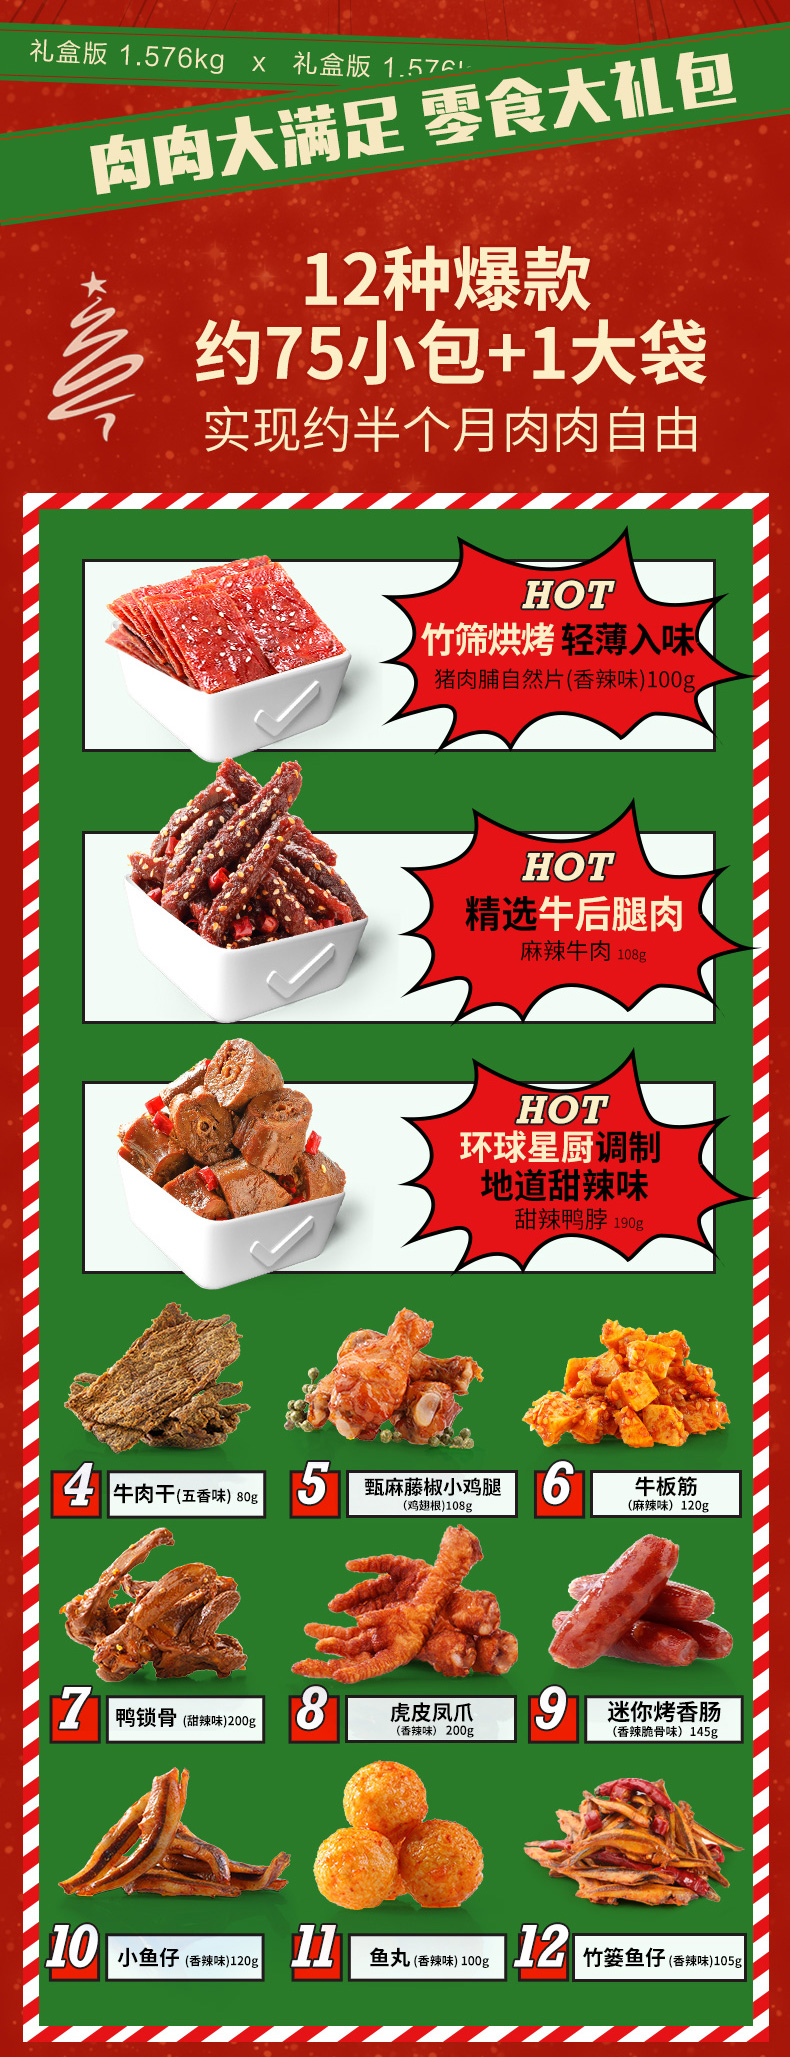 礼盒版 1.576kg x 礼盒版
肉肉大满足 零食大礼包
12种爆款
约75小包+1大袋
实现约半个月肉肉自由
HOT
竹筛烘烤 轻薄入味
猪肉脯自然片(香辣味)100g
HOT
精选牛后腿肉
麻辣牛肉 108g
HOT
环球星厨调制
地道甜辣味
甜辣鸭脖 190g
4 牛肉干(五香味) 80g
5 甄麻藤椒小鸡腿
(鸡翅根)108g
6 牛板筋
(麻辣味) 120g
7 鸭锁骨 (甜辣味)200g
8 虎皮凤爪
(香辣味) 200g
9 迷你烤香肠
(香辣脆骨味) 145g
10 小鱼仔 (香辣味)120g
11 鱼丸 (香辣味) 100g
12 竹篓鱼仔 (香辣味)105g